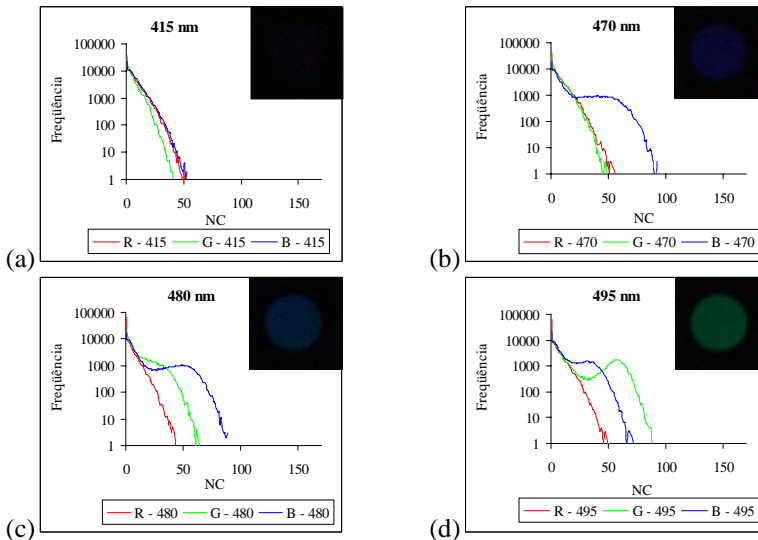 415 nm
100000
10000
1000
100
10
1
Freqüência
0 50 100 150
NC
R - 415 G - 415 B - 415
(a)
470 nm
100000
10000
1000
100
10
1
Freqüência
0 50 100 150
NC
R - 470 G - 470 B - 470
(b)
480 nm
100000
10000
1000
100
10
1
Freqüência
0 50 100 150
NC
R - 480 G - 480 B - 480
(c)
495 nm
100000
10000
1000
100
10
1
Freqüência
0 50 100 150
NC
R - 495 G - 495 B - 495
(d)